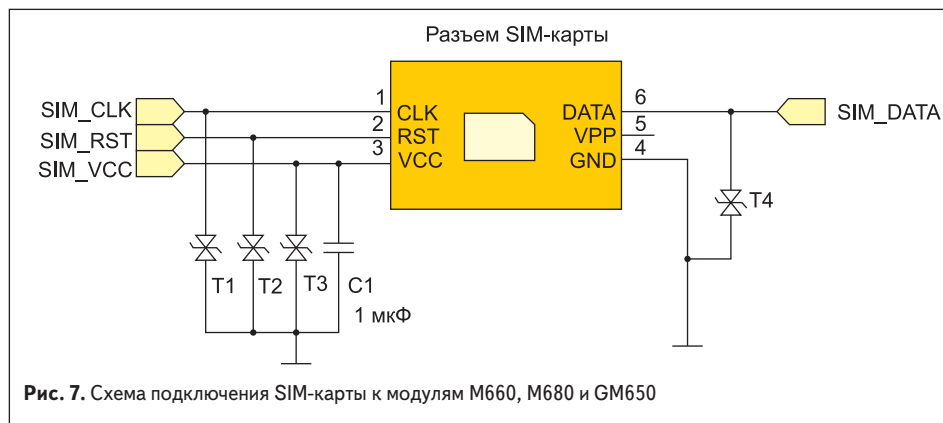 Разъем SIM-карты
SIM_CLK
SIM_RST
SIM_VCC
1
2
3
CLK
RST
VCC
DATA
VPP
GND
6
5
4
SIM_DATA
T1
T2
T3
C1
1 мкФ
T4
Рис. 7. Схема подключения SIM-карты к модулям M660, M680 и GM650